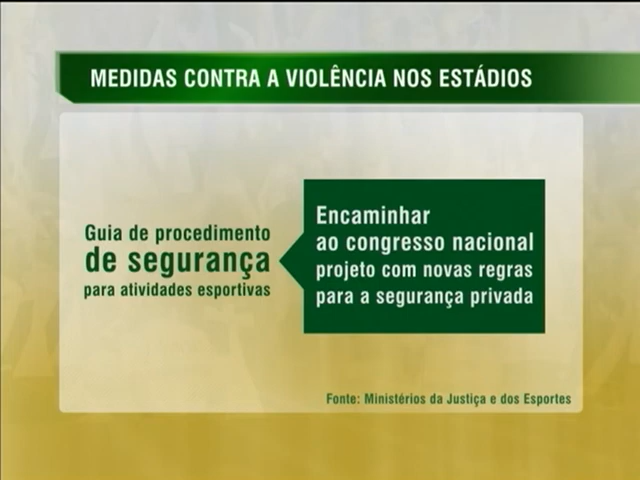 MEDIDAS CONTRA A VIOLÊNCIA NOS ESTÁDIOS
Guia de procedimento
de segurança
para atividades esportivas
Encaminhar
ao congresso nacional
projeto com novas regras
para a segurança privada
Fonte: Ministérios da Justiça e dos Esportes